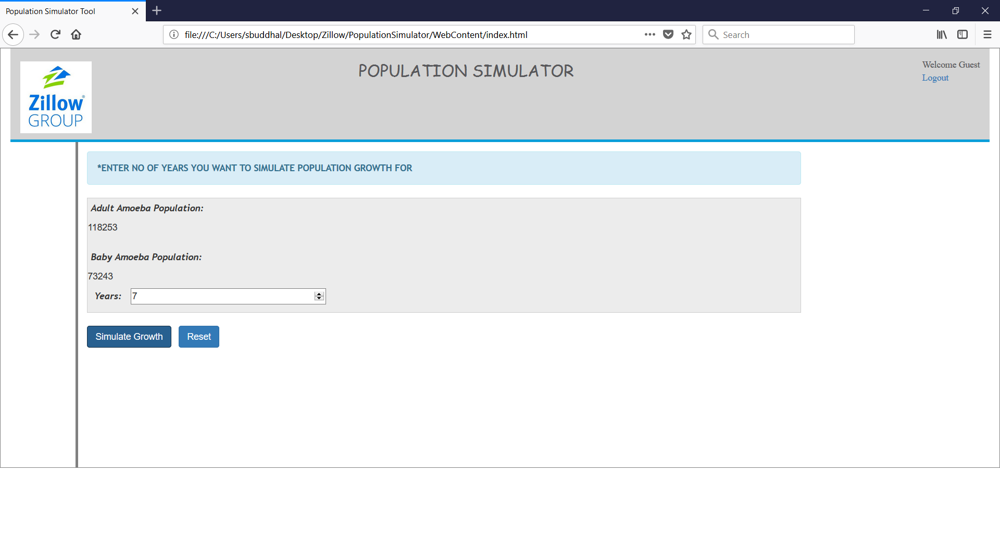 Population Simulator Tool
file:///C:/Users/sbuddhal/Desktop/Zillow/PopulationSimulator/WebContent/index.html
Search
POPULATION SIMULATOR
Welcome Guest
Logout
Zillow®
GROUP
*ENTER NO OF YEARS YOU WANT TO SIMULATE POPULATION GROWTH FOR
Adult Amoeba Population:
118253
Baby Amoeba Population:
73243
Years: 7
Simulate Growth Reset